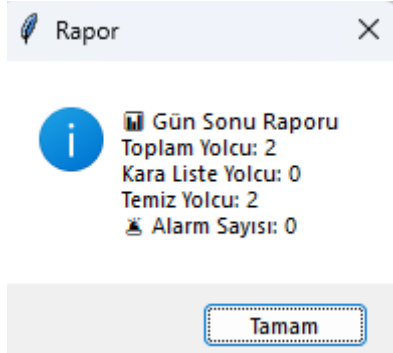 Rapor
📊 Gün Sonu Raporu
Toplam Yolcu: 2
Kara Liste Yolcu: 0
Temiz Yolcu: 2
🚨 Alarm Sayısı: 0
Tamam